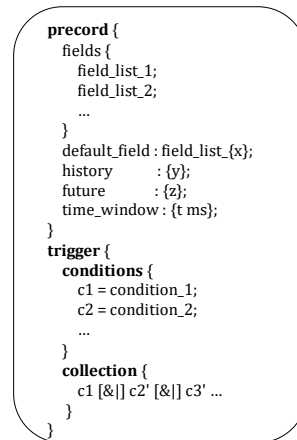 precord {
fields {
field_list_1;
field_list_2;
...
}
default_field : field_list_{x};
history : {y};
future : {z};
time_window : {t ms};
}
trigger {
conditions {
c1 = condition_1;
c2 = condition_2;
...
}
collection {
c1 [&|] c2' [&|] c3' ...
}
}